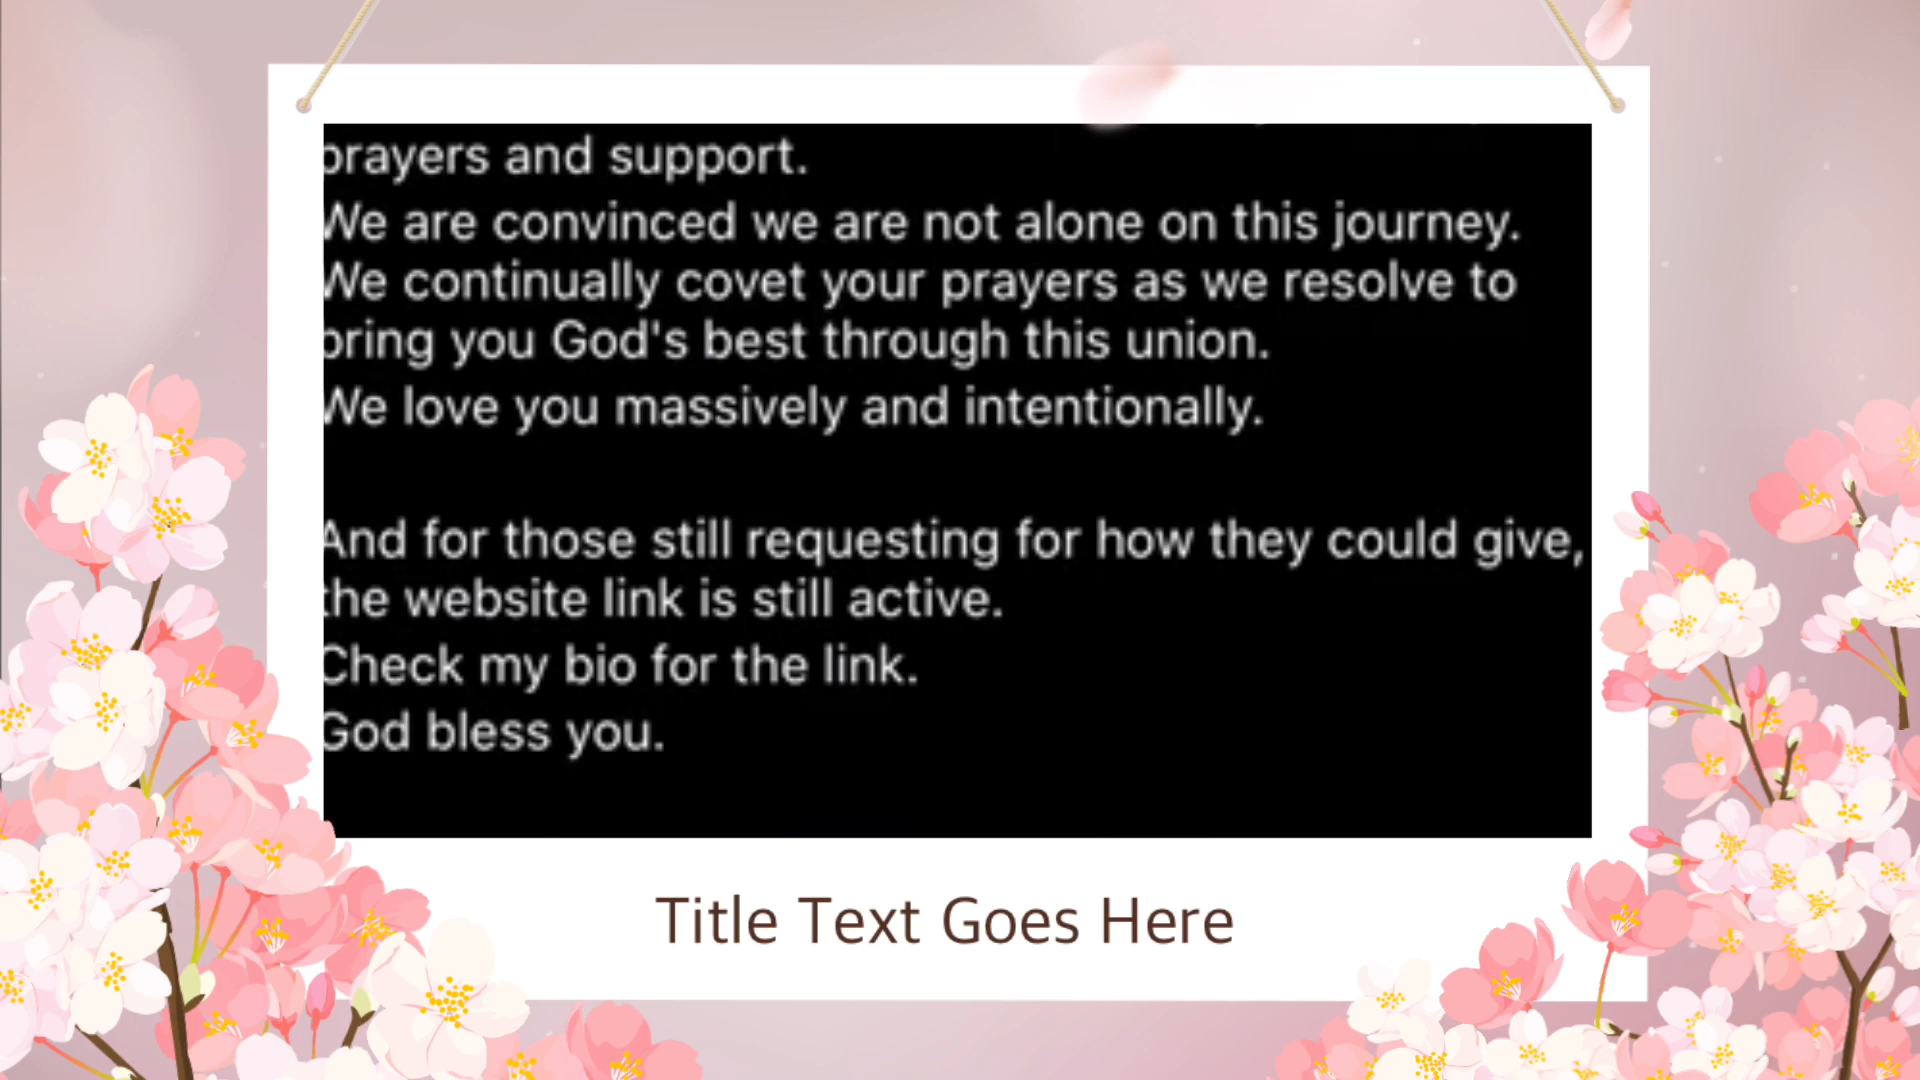 prayers and support.
We are convinced we are not alone on this journey.
We continually covet your prayers as we resolve to
bring you God's best through this union.
We love you massively and intentionally.
And for those still requesting for how they could give,
the website link is still active.
Check my bio for the link.
God bless you.
Title Text Goes Here